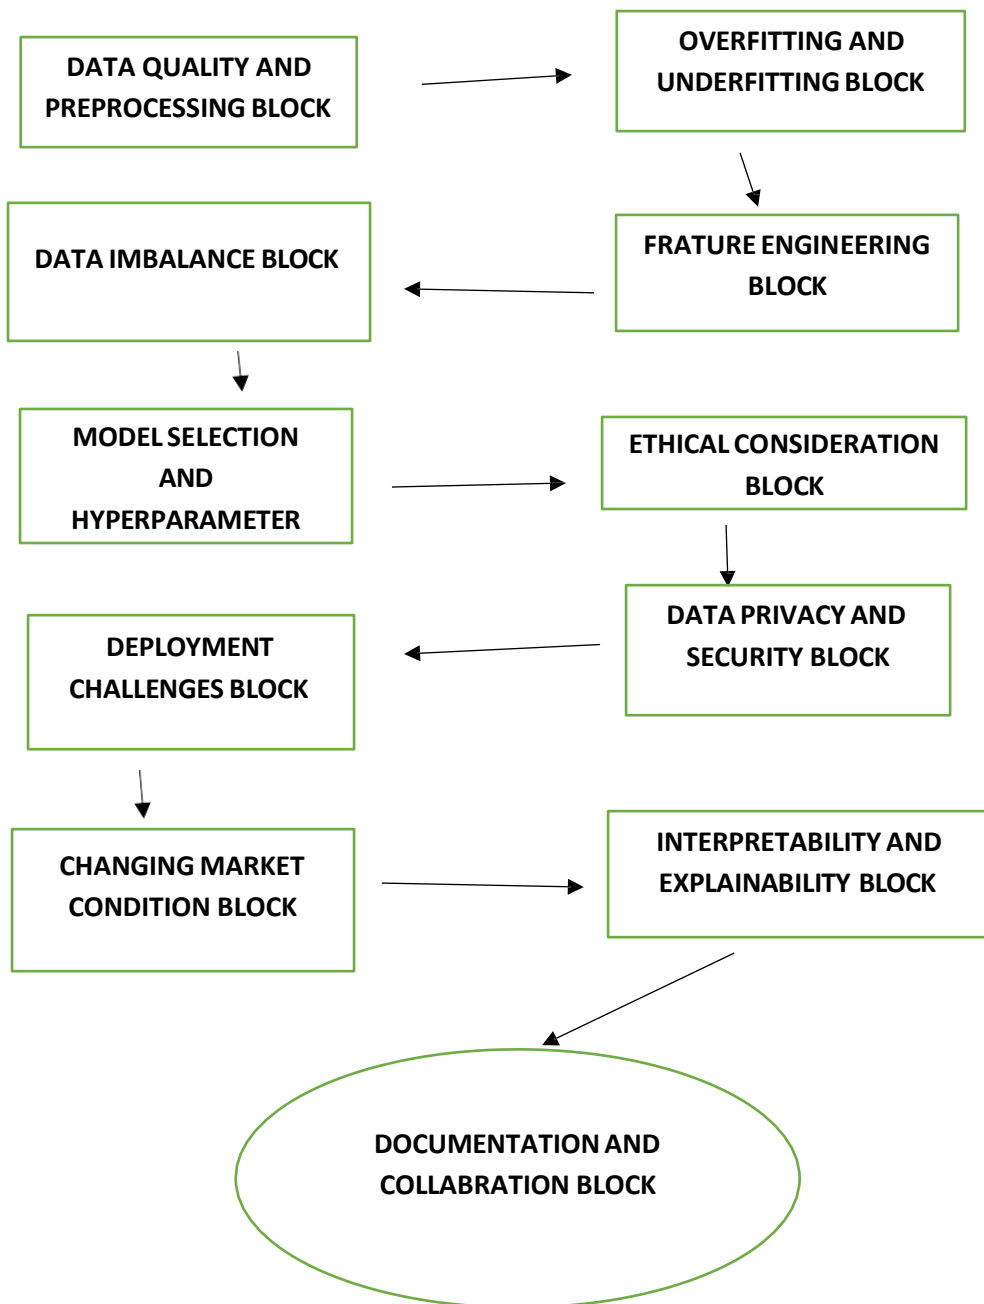 DATA QUALITY AND
PREPROCESSING BLOCK
OVERFITTING AND
UNDERFITTING BLOCK
FRATURE ENGINEERING
BLOCK
DATA IMBALANCE BLOCK
MODEL SELECTION
AND
HYPERPARAMETER
ETHICAL CONSIDERATION
BLOCK
DATA PRIVACY AND
SECURITY BLOCK
DEPLOYMENT
CHALLENGES BLOCK
CHANGING MARKET
CONDITION BLOCK
INTERPRETABILITY AND
EXPLAINABILITY BLOCK
DOCUMENTATION AND
COLLABRATION BLOCK